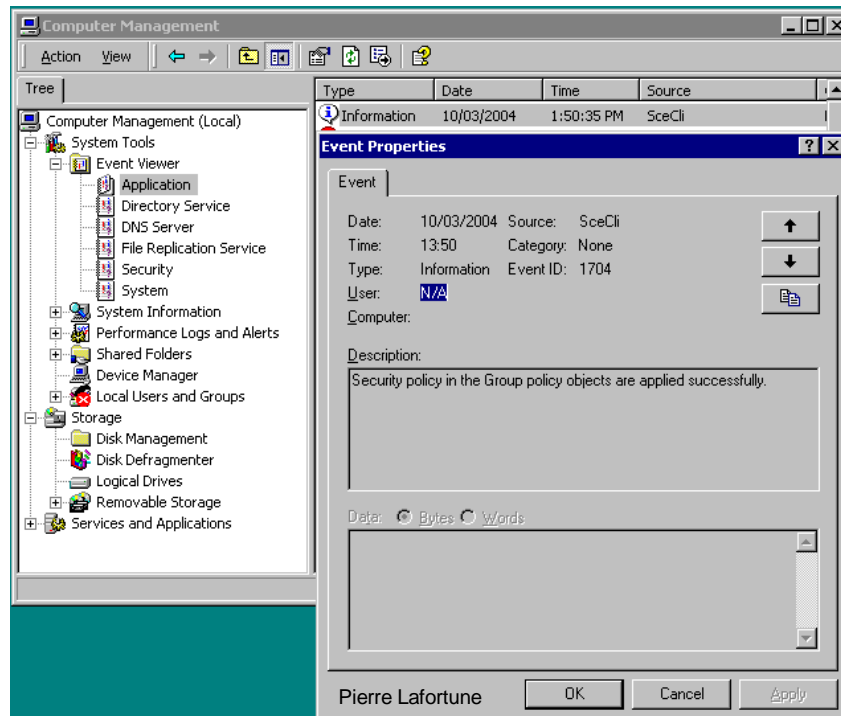 Computer Management
Action View
Tree
Type Date Time Source
Information 10/03/2004 1:50:35 PM SceCli
Computer Management (Local)
System Tools
Event Viewer
Application
Directory Service
DNS Server
File Replication Service
Security
System
System Information
Performance Logs and Alerts
Shared Folders
Device Manager
Local Users and Groups
Storage
Disk Management
Disk Defragmenter
Logical Drives
Removable Storage
Services and Applications
Event Properties
Event
Date: 10/03/2004 Source: SceCli
Time: 13:50 Category: None
Type: Information Event ID: 1704
User: N/A
Computer:
Description:
Security policy in the Group policy objects are applied successfully.
Data: Bytes Words
Pierre Lafortune
OK Cancel Apply